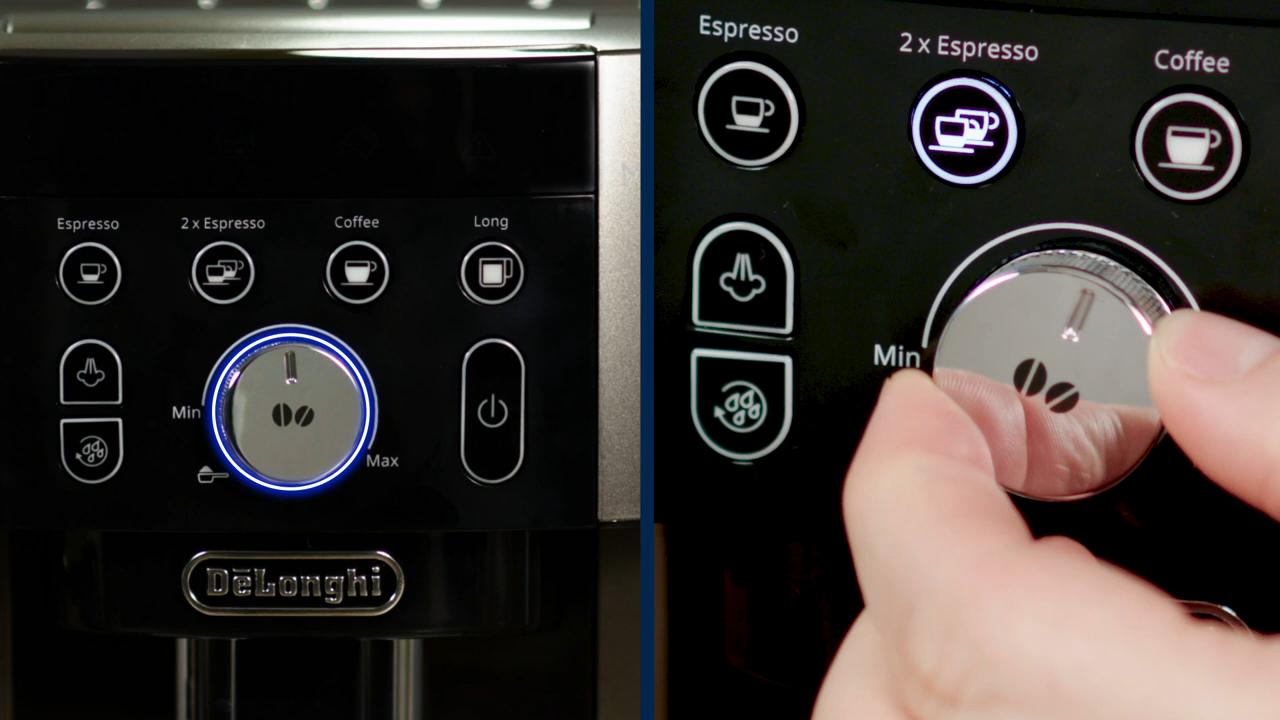 Espresso
2 x Espresso
Coffee
Long
Min
Max
DeLonghi
Espresso
2 x Espresso
Coffee
Min